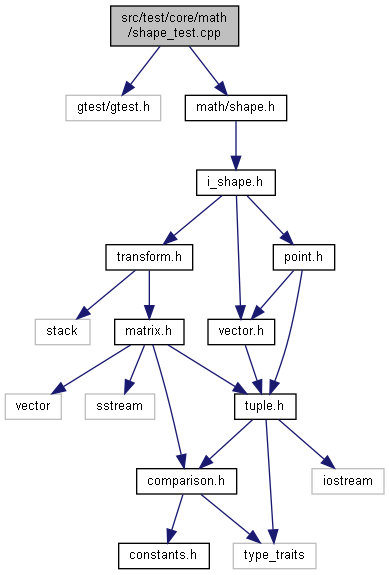 src/test/core/math
/shape_test.cpp
gtest/gtest.h
math/shape.h
i_shape.h
transform.h
point.h
stack
matrix.h
vector.h
vector
sstream
tuple.h
comparison.h
iostream
constants.h
type_traits